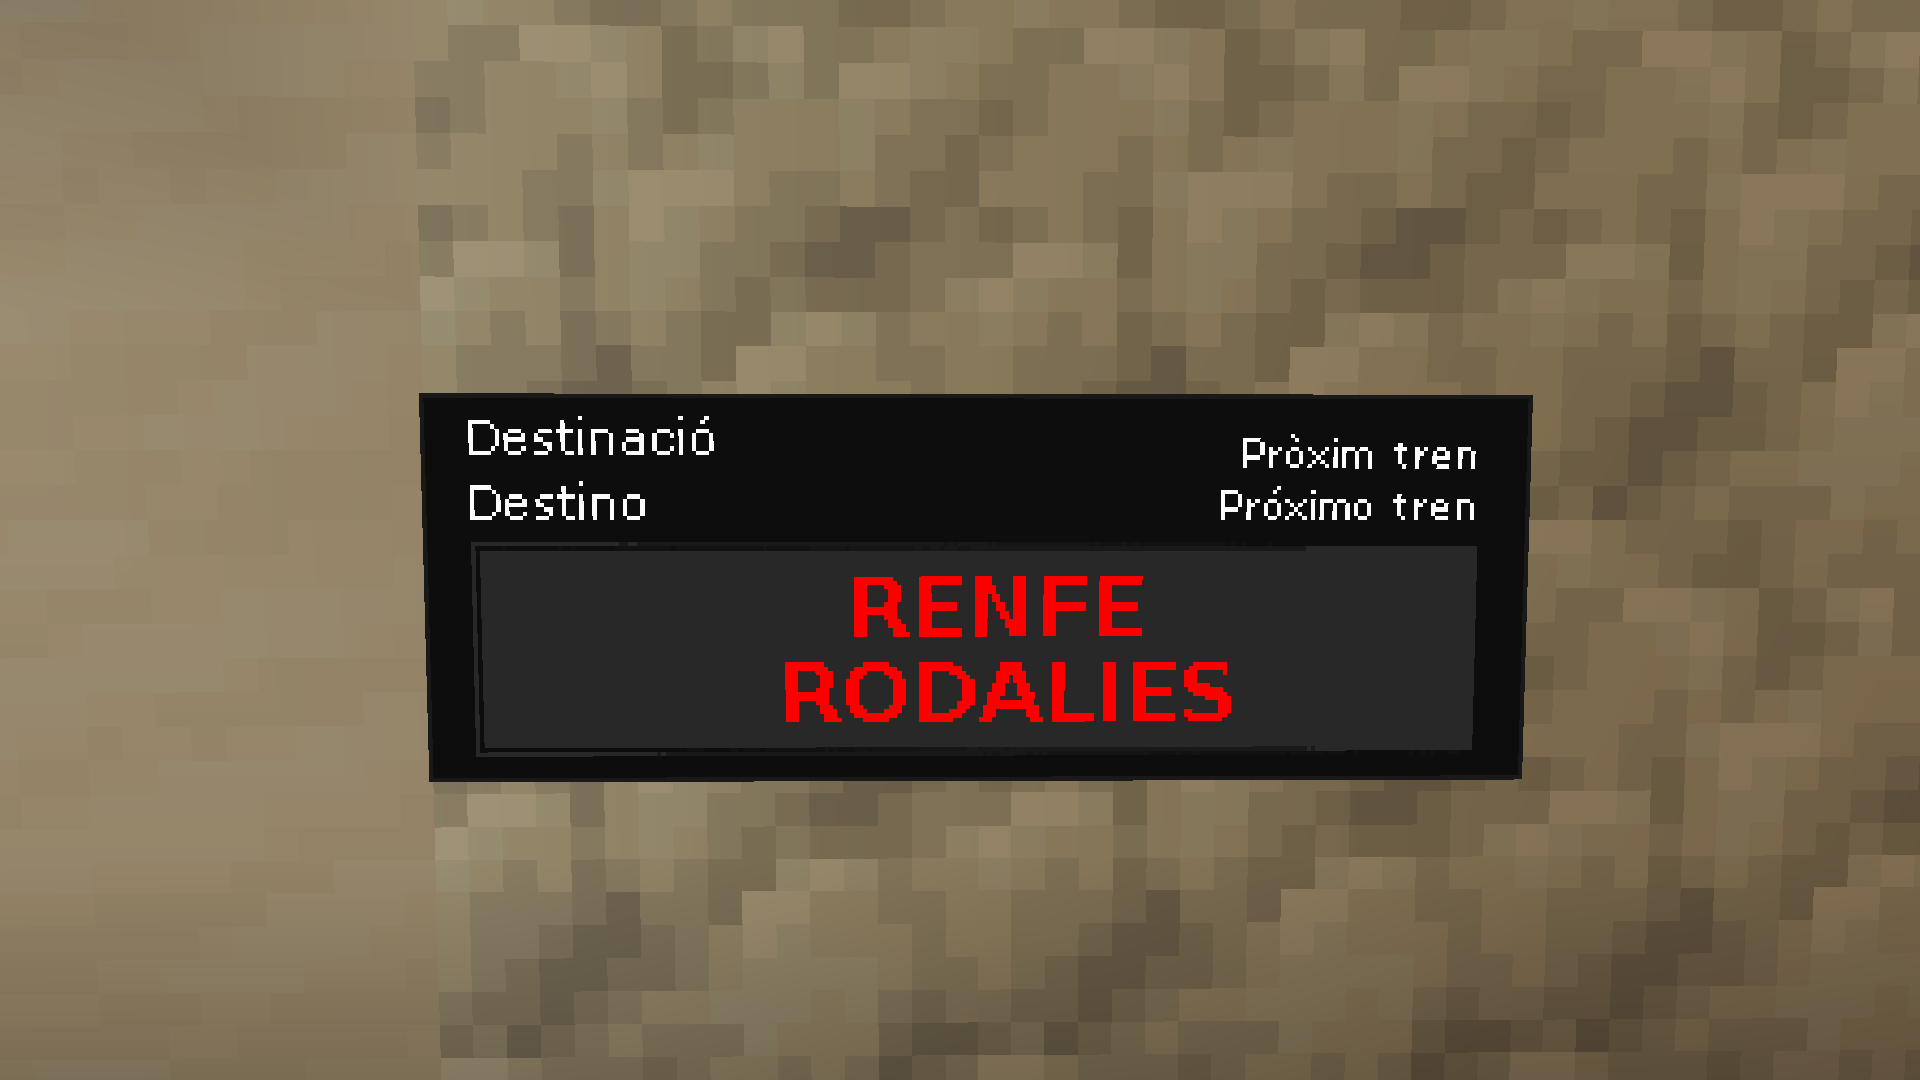 Destinació
Destino
Pròxim tren
Próximo tren
RENFE
RODALIES